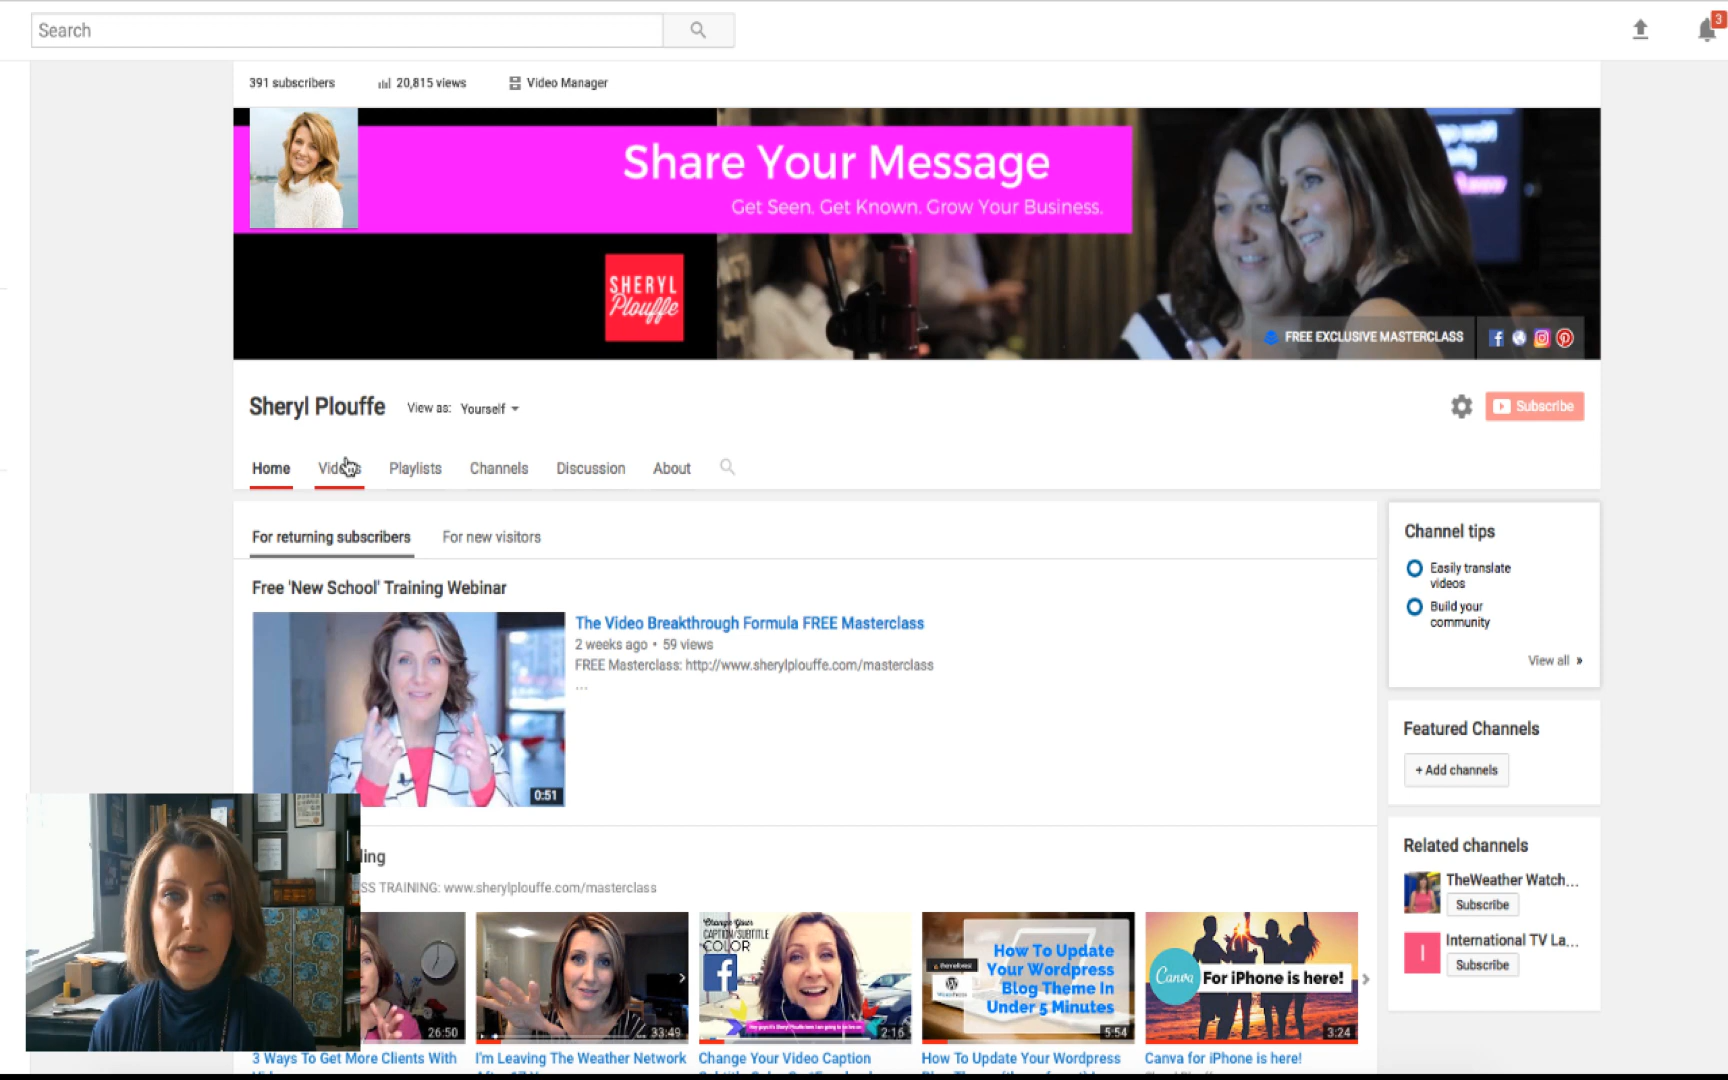 Search
3
391 subscribers
20,815 views
Video Manager
Share Your Message
Get Seen. Get Known. Grow Your Business.
SHERYL
Plouffe
FREE EXCLUSIVE MASTERCLASS
Sheryl Plouffe
View as: Yourself
Subscribe
Home
Videos
Playlists
Channels
Discussion
About
For returning subscribers
For new visitors
Free 'New School' Training Webinar
The Video Breakthrough Formula FREE Masterclass
2 weeks ago • 59 views
FREE Masterclass: http://www.sherylplouffe.com/masterclass
...
0:51
Channel tips
Easily translate
videos
Build your
community
View all »
Featured Channels
+ Add channels
Related channels
TheWeather Watch...
Subscribe
International TV La...
Subscribe
TRAINING: www.sherylplouffe.com/masterclass
26:50
33:49
Change Your
CAPTION/SUBTITLE
COLOR
2:16
How To Update
Your Wordpress
Blog Theme In
Under 5 Minutes
5:54
Canva
For iPhone is here!
3:24
3 Ways To Get More Clients With
I'm Leaving The Weather Network
Change Your Video Caption
How To Update Your Wordpress
Canva for iPhone is here!